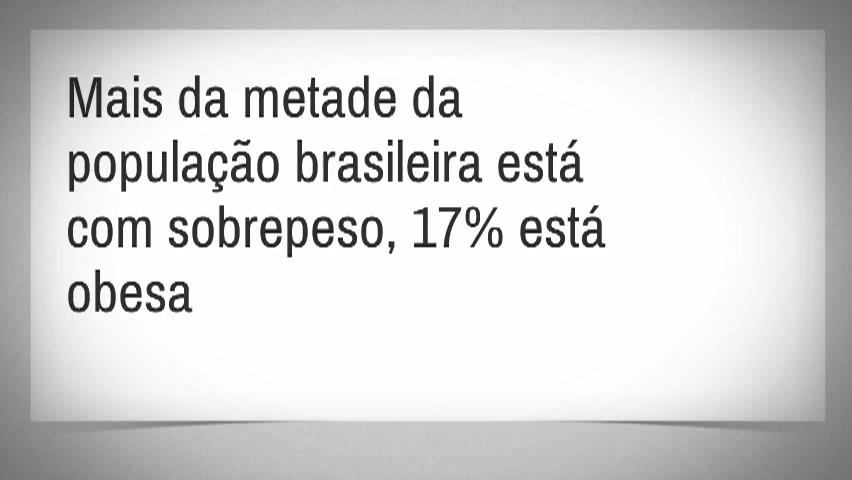 Mais da metade da
população brasileira está
com sobrepeso, 17% está
obesa